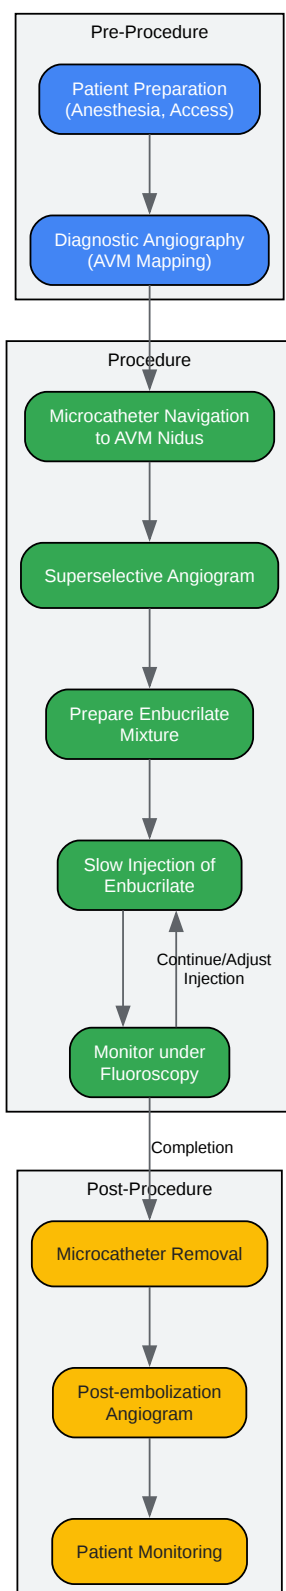 Pre-Procedure
Patient Preparation
(Anesthesia, Access)
Diagnostic Angiography
(AVM Mapping)
Procedure
Microcatheter Navigation
to AVM Nidus
Superselective Angiogram
Prepare Enbucrilate
Mixture
Slow Injection of
Enbucrilate
Continue/Adjust
Injection
Monitor under
Fluoroscopy
Completion
Post-Procedure
Microcatheter Removal
Post-embolization
Angiogram
Patient Monitoring